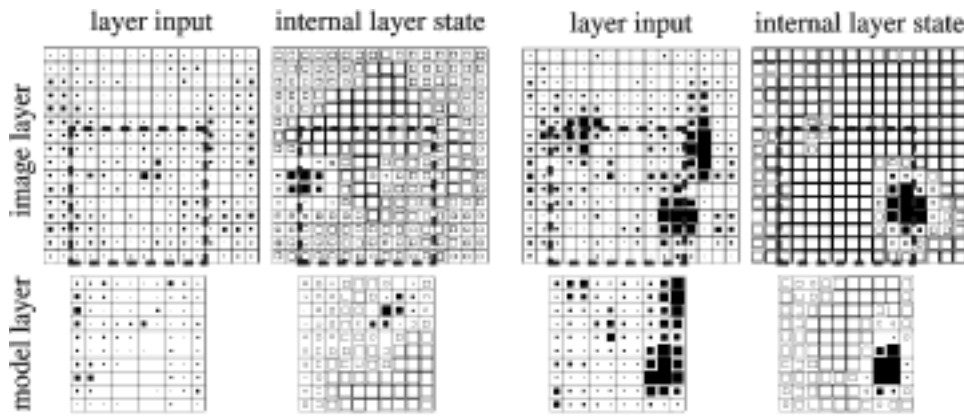 layer input internal layer state layer input internal layer state
image layer
model layer